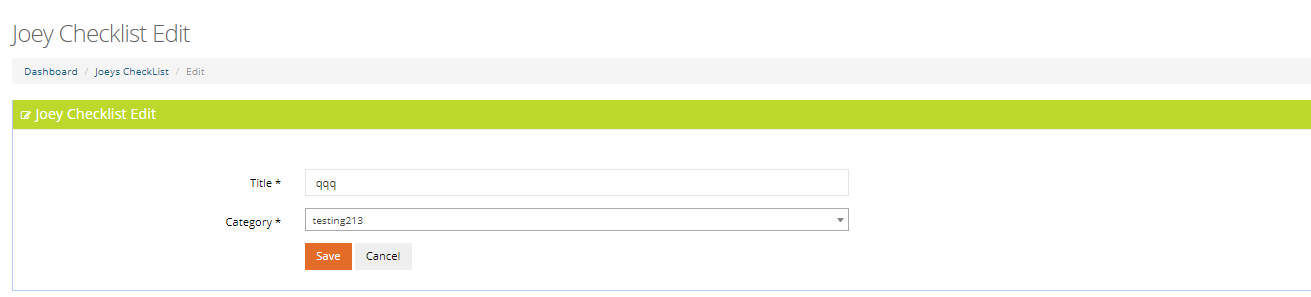 Joey Checklist Edit
Dashboard / Joeys CheckList / Edit
Joey Checklist Edit
Title * qqq
Category * testing213
Save Cancel